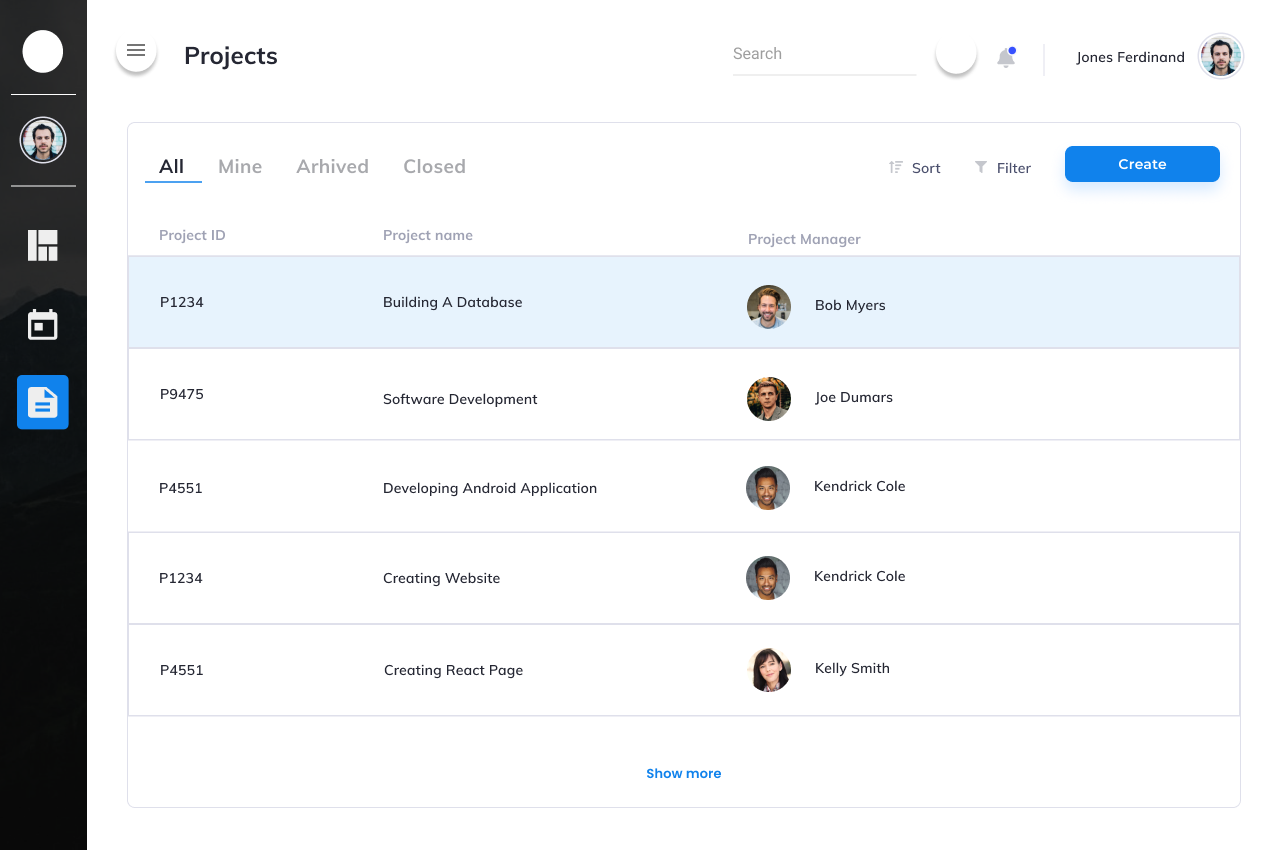 Projects
Search
Jones Ferdinand
All Mine Arhived Closed
Sort Filter Create
Project ID Project name Project Manager
P1234 Building A Database Bob Myers
P9475 Software Development Joe Dumars
P4551 Developing Android Application Kendrick Cole
P1234 Creating Website Kendrick Cole
P4551 Creating React Page Kelly Smith
Show more